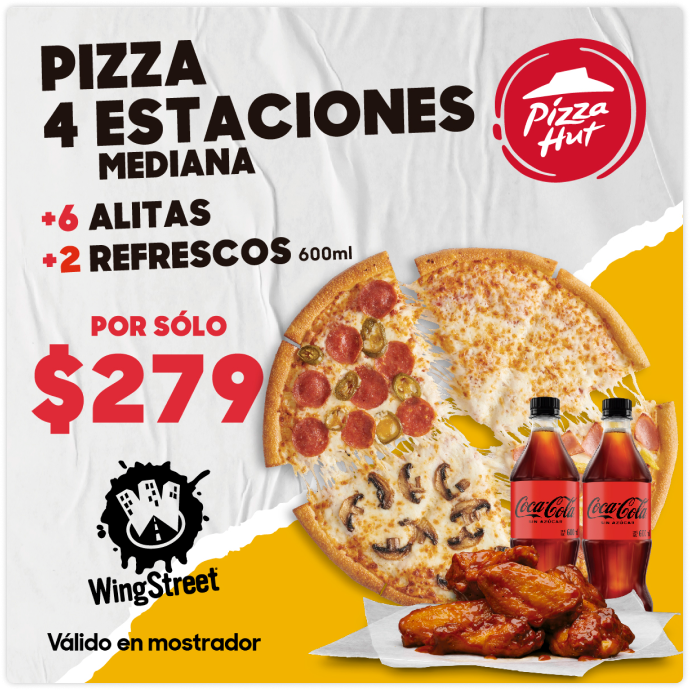 PIZZA
4 ESTACIONES
MEDIANA
+6 ALITAS
+2 REFRESCOS 600ml
POR SÓLO
$279
Pizza
Hut
Coca-Cola
SIN AZÚCAR
Coca-Cola
SIN AZÚCAR
WingStreet
Válido en mostrador